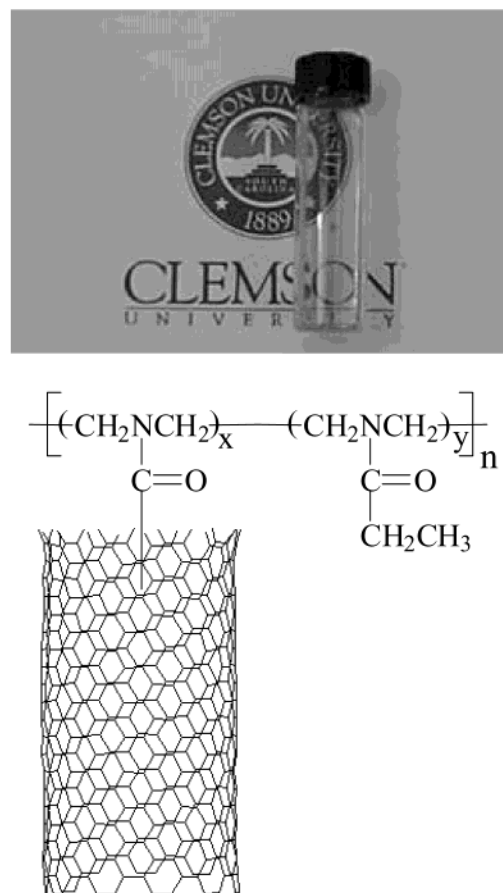 CLEMSON UNIVERSITY
SOUTH
CAROLINA
1889
CLEMSON
UNIVERSITY
[(CH₂NCH₂)x (CH₂NCH₂)y]n
C=O C=O
CH₂CH₃